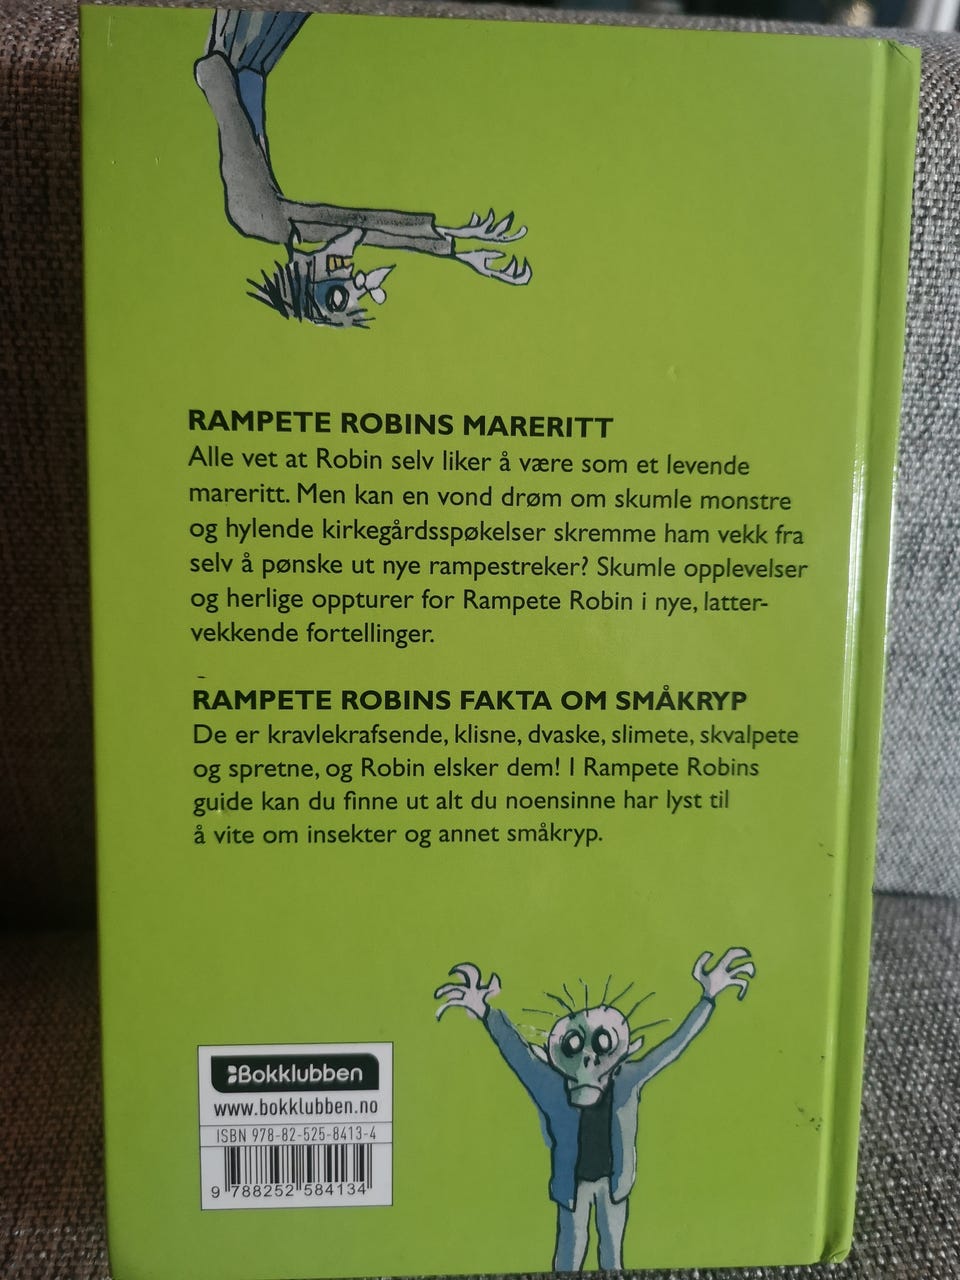 RAMPETE ROBINS MARERITT
Alle vet at Robin selv liker å være som et levende
mareritt. Men kan en vond drøm om skumle monstre
og hylende kirkegårdsspøkelser skremme ham vekk fra
selv å pønske ut nye rampestreker? Skumle opplevelser
og herlige oppturer for Rampete Robin i nye, latter-
vekkende fortellinger.
RAMPETE ROBINS FAKTA OM SMÅKRYP
De er kravlekrafsende, klisne, dvaske, slimete, skvalpete
og spretne, og Robin elsker dem! I Rampete Robins
guide kan du finne ut alt du noensinne har lyst til
å vite om insekter og annet småkryp.
Bokklubben
www.bokklubben.no
ISBN 978-82-525-8413-4
9 788252 584134